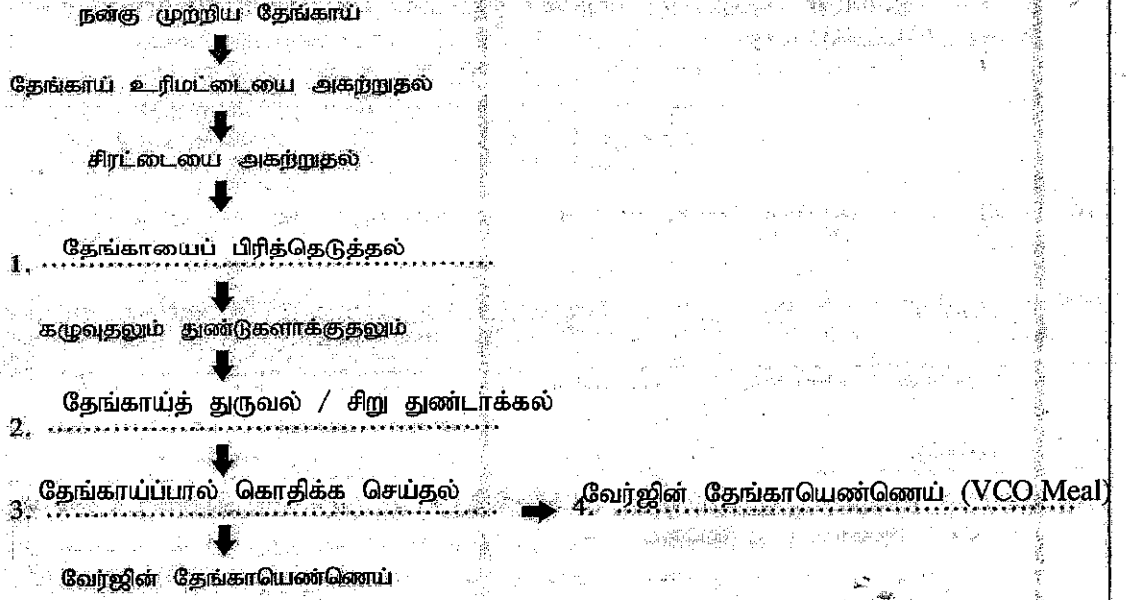 நன்கு முற்றிய தேங்காய்
தேங்காய் உரிமட்டையை அகற்றுதல்
சிரட்டையை அகற்றுதல்
1. தேங்காயைப் பிரித்தெடுத்தல்
கழுவுதலும் துண்டுகளாக்குதலும்
2. தேங்காய்த் துருவல் / சிறு துண்டாக்கல்
3. தேங்காய்ப்பால் கொதிக்க செய்தல்
4. வேர்ஜின் தேங்காயெண்ணெய் (VCO Meal)
வேர்ஜின் தேங்காயெண்ணெய்